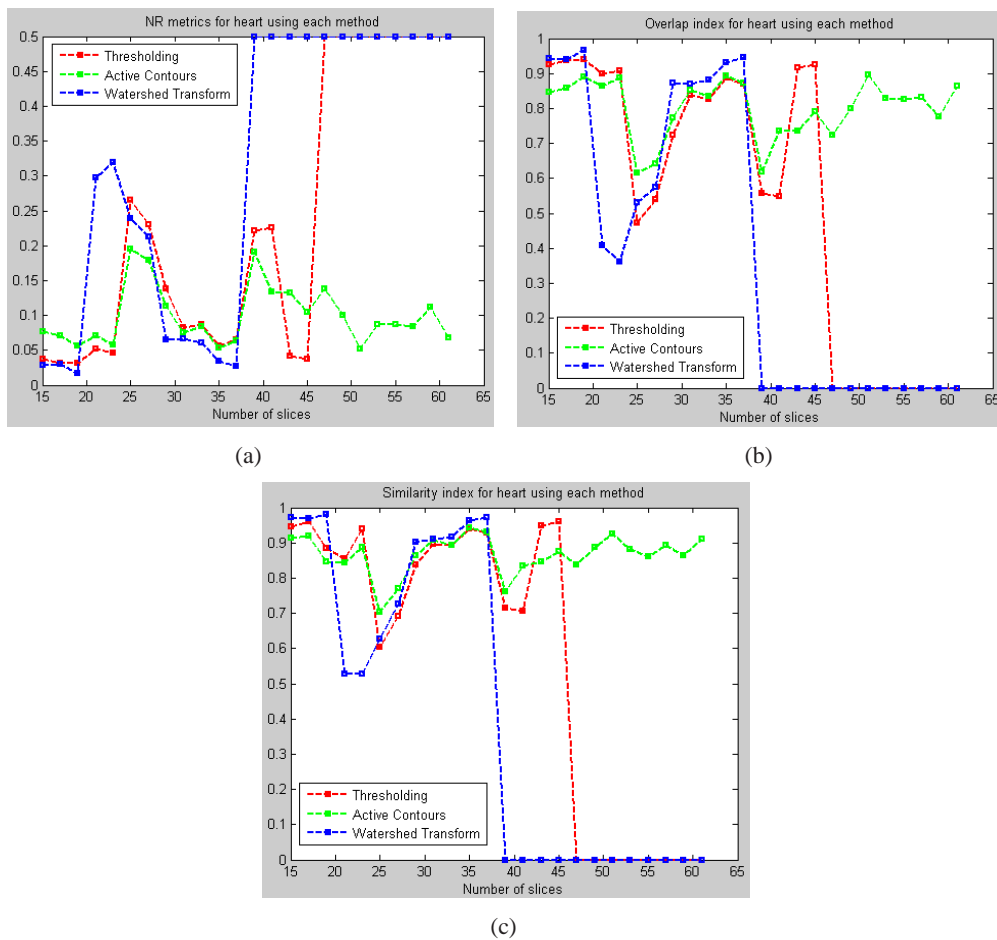 NR metrics for heart using each method
0.5
0.45
0.4
0.35
0.3
0.25
0.2
0.15
0.1
0.05
0
Thresholding
Active Contours
Watershed Transform
15 20 25 30 35 40 45 50 55 60 65
Number of slices
(a)
Overlap index for heart using each method
1
0.9
0.8
0.7
0.6
0.5
0.4
0.3
0.2
0.1
0
Thresholding
Active Contours
Watershed Transform
15 20 25 30 35 40 45 50 55 60 65
Number of slices
(b)
Similarity index for heart using each method
1
0.9
0.8
0.7
0.6
0.5
0.4
0.3
0.2
0.1
0
Thresholding
Active Contours
Watershed Transform
15 20 25 30 35 40 45 50 55 60 65
Number of slices
(c)